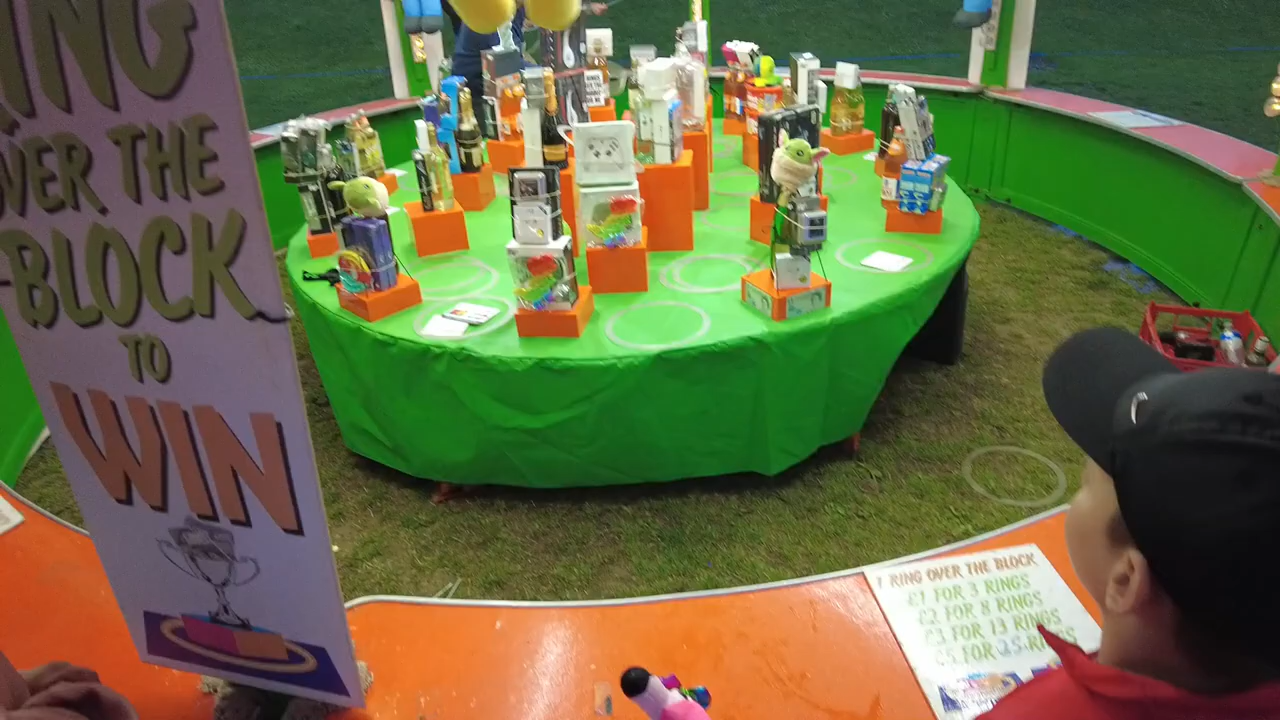 ING
OVER THE
BLOCK
TO
WIN
1 RING OVER THE BLOCK
£1 FOR 3 RINGS
£2 FOR 8 RINGS
£3 FOR 13 RINGS
£5 FOR 25 RINGS